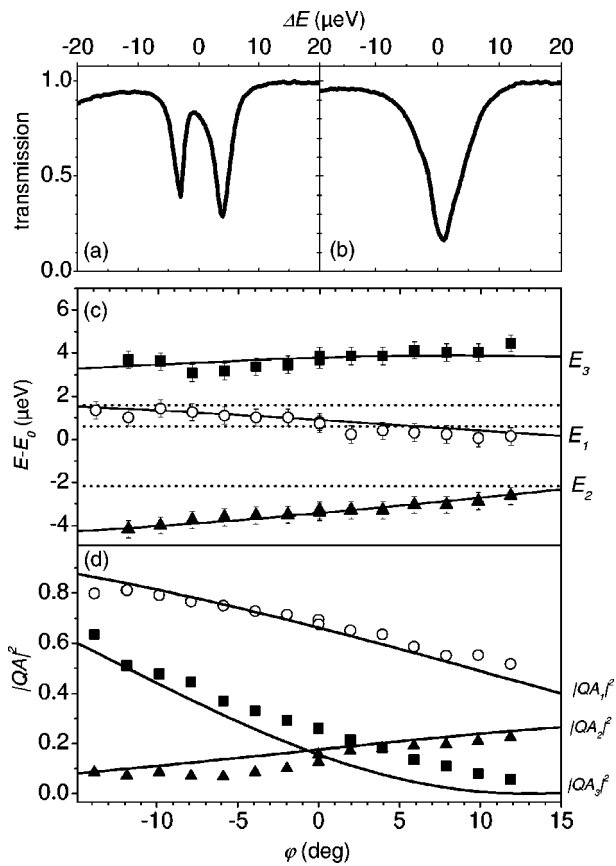 ΔE (μeV)
-20 -10 0 10 20 -10 0 10 20
transmission
1.0
0.5
0.0
(a)
(b)
(c)
E-E₀ (μeV)
6
4
2
0
-2
-4
E₃
E₁
E₂
(d)
|QA|²
0.8
0.6
0.4
0.2
0.0
|QA₁|²
|QA₂|²
|QA₃|²
-10 -5 0 5 10 15
φ (deg)